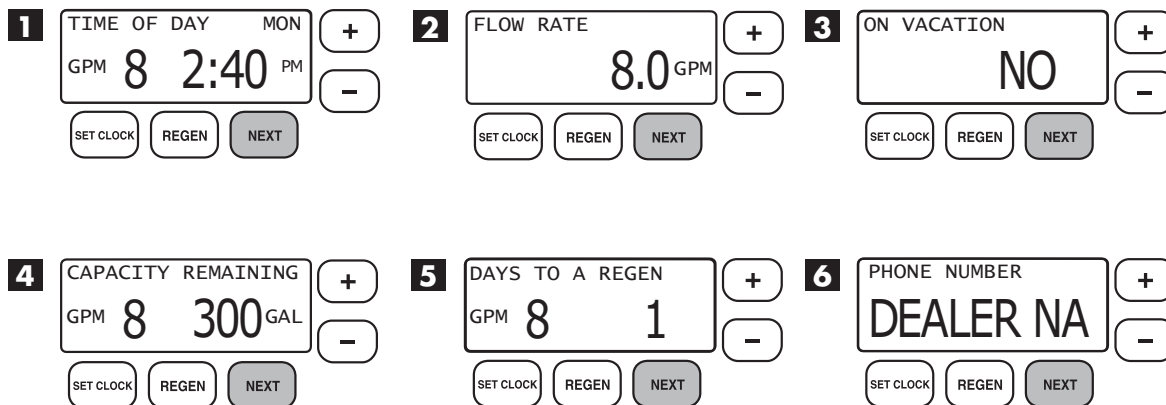 1
TIME OF DAY MON
GPM 8 2:40 PM
+
−
SET CLOCK REGEN NEXT
2
FLOW RATE
8.0 GPM
+
−
SET CLOCK REGEN NEXT
3
ON VACATION
NO
+
−
SET CLOCK REGEN NEXT
4
CAPACITY REMAINING
GPM 8 300 GAL
+
−
SET CLOCK REGEN NEXT
5
DAYS TO A REGEN
GPM 8 1
+
−
SET CLOCK REGEN NEXT
6
PHONE NUMBER
DEALER NA
+
−
SET CLOCK REGEN NEXT